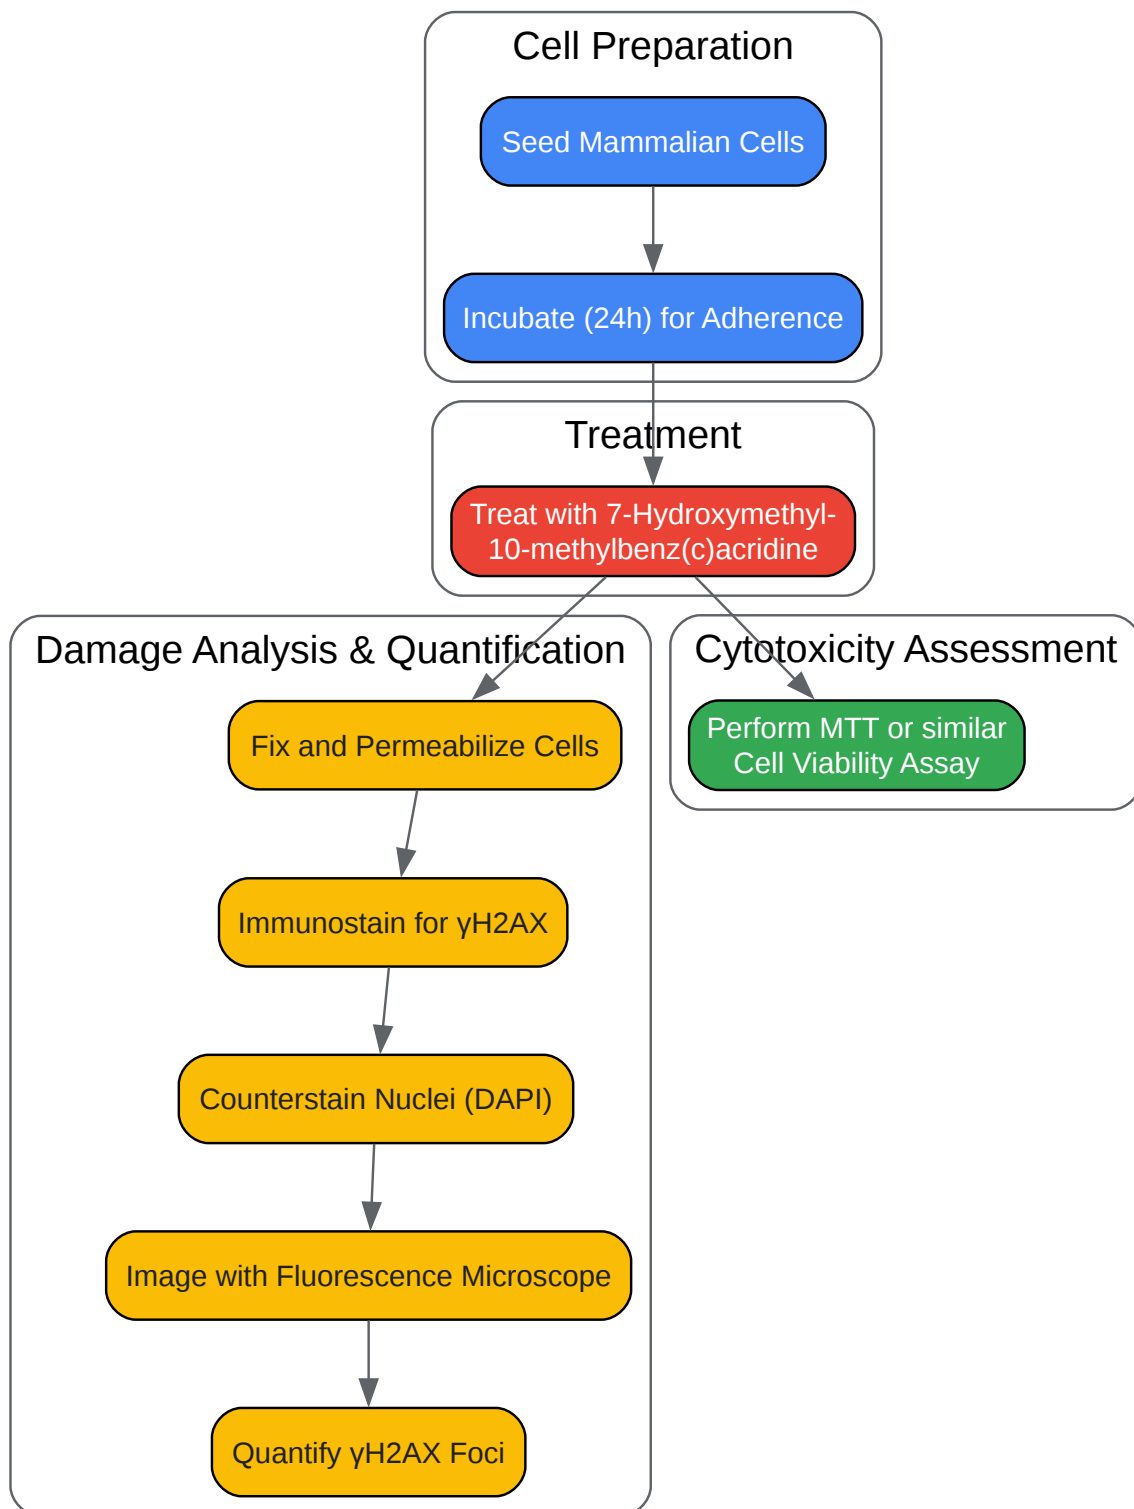 Cell Preparation
Seed Mammalian Cells
Incubate (24h) for Adherence
Treatment
Treat with 7-Hydroxymethyl-
10-methylbenz(c)acridine
Damage Analysis & Quantification
Fix and Permeabilize Cells
Immunostain for γH2AX
Counterstain Nuclei (DAPI)
Image with Fluorescence Microscope
Quantify γH2AX Foci
Cytotoxicity Assessment
Perform MTT or similar
Cell Viability Assay